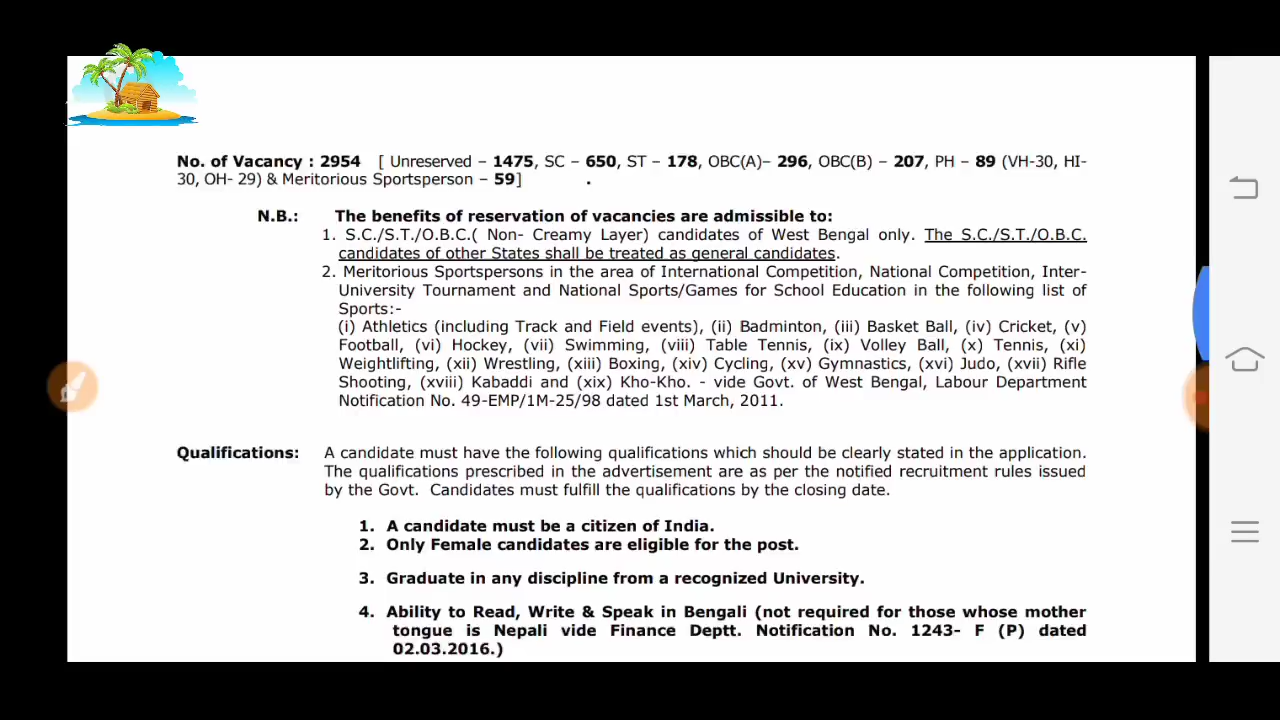 No. of Vacancy : 2954 [ Unreserved – 1475, SC – 650, ST – 178, OBC(A)– 296, OBC(B) – 207, PH – 89 (VH-30, HI-
30, OH- 29) & Meritorious Sportsperson – 59] .
N.B.: The benefits of reservation of vacancies are admissible to:
1. S.C./S.T./O.B.C.( Non- Creamy Layer) candidates of West Bengal only. The S.C./S.T./O.B.C.
candidates of other States shall be treated as general candidates.
2. Meritorious Sportspersons in the area of International Competition, National Competition, Inter-
University Tournament and National Sports/Games for School Education in the following list of
Sports:-
(i) Athletics (including Track and Field events), (ii) Badminton, (iii) Basket Ball, (iv) Cricket, (v)
Football, (vi) Hockey, (vii) Swimming, (viii) Table Tennis, (ix) Volley Ball, (x) Tennis, (xi)
Weightlifting, (xii) Wrestling, (xiii) Boxing, (xiv) Cycling, (xv) Gymnastics, (xvi) Judo, (xvii) Rifle
Shooting, (xviii) Kabaddi and (xix) Kho-Kho. - vide Govt. of West Bengal, Labour Department
Notification No. 49-EMP/1M-25/98 dated 1st March, 2011.
Qualifications: A candidate must have the following qualifications which should be clearly stated in the application.
The qualifications prescribed in the advertisement are as per the notified recruitment rules issued
by the Govt. Candidates must fulfill the qualifications by the closing date.
1. A candidate must be a citizen of India.
2. Only Female candidates are eligible for the post.
3. Graduate in any discipline from a recognized University.
4. Ability to Read, Write & Speak in Bengali (not required for those whose mother
tongue is Nepali vide Finance Deptt. Notification No. 1243- F (P) dated
02.03.2016.)